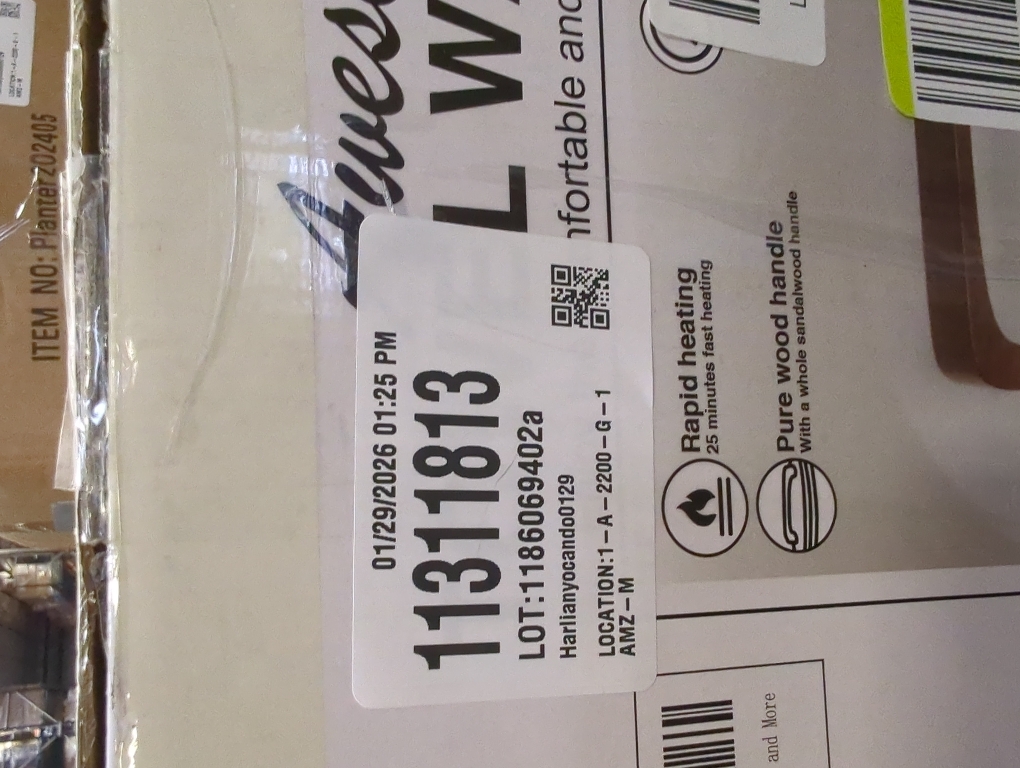 ITEM NO: Planter202405
Awes
L W
nfortable and
01/29/2026 01:25 PM
11311813
LOT:1186069402a
Harlianyocando0129
LOCATION:1-A-2200-G-1
AMZ-M
Rapid heating
25 minutes fast heating
Pure wood handle
With a whole sandalwood handle
and More